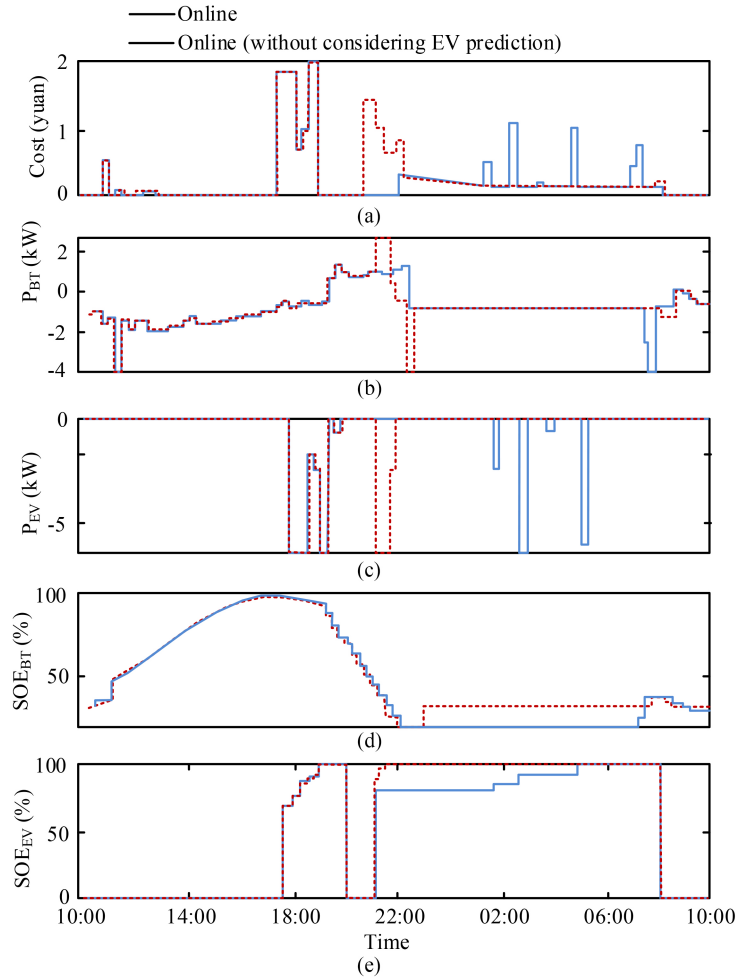 Online
Online (without considering EV prediction)
2
1
0
Cost (yuan)
(a)
2
0
-2
-4
P_BT (kW)
(b)
0
-5
P_EV (kW)
(c)
100
50
SOE_BT (%)
(d)
100
50
0
SOE_EV (%)
10:00 14:00 18:00 22:00 02:00 06:00 10:00
Time
(e)